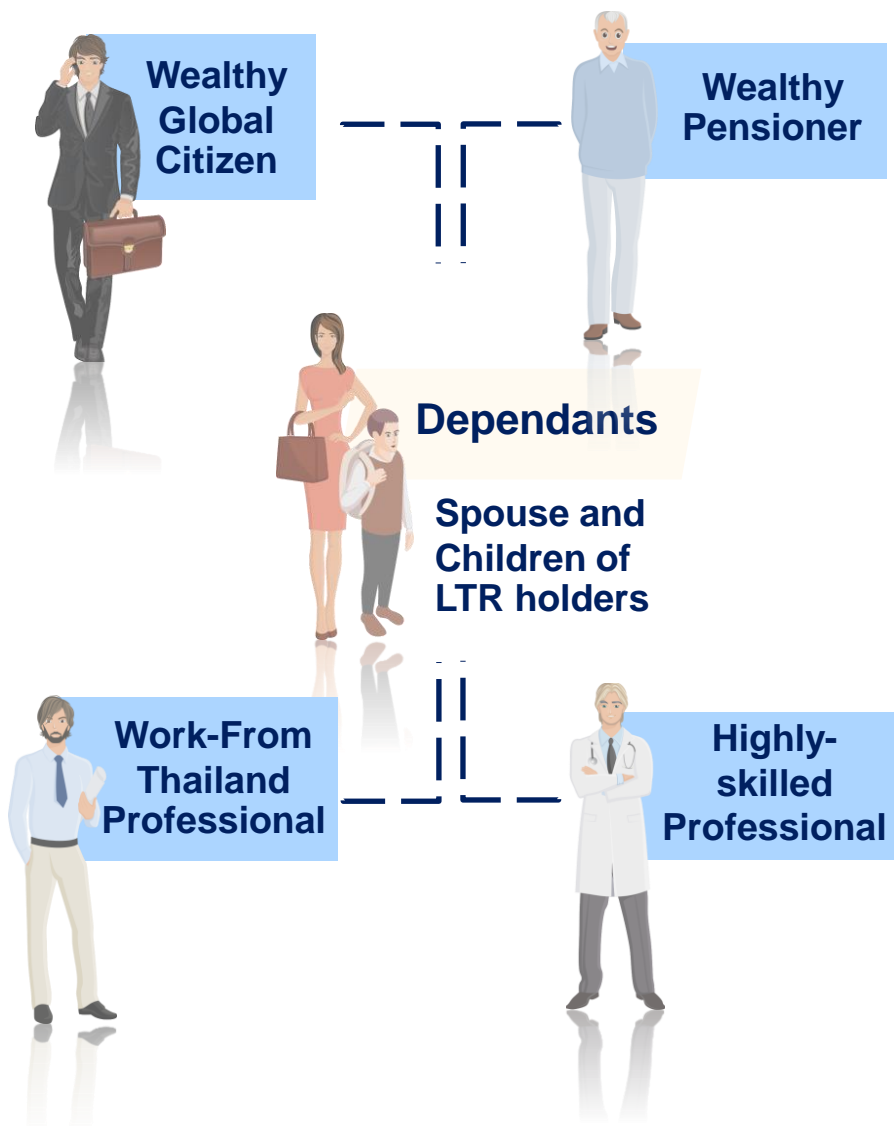 Wealthy
Global
Citizen
Wealthy
Pensioner
Dependants
Spouse and
Children of
LTR holders
Work-From
Thailand
Professional
Highly-
skilled
Professional